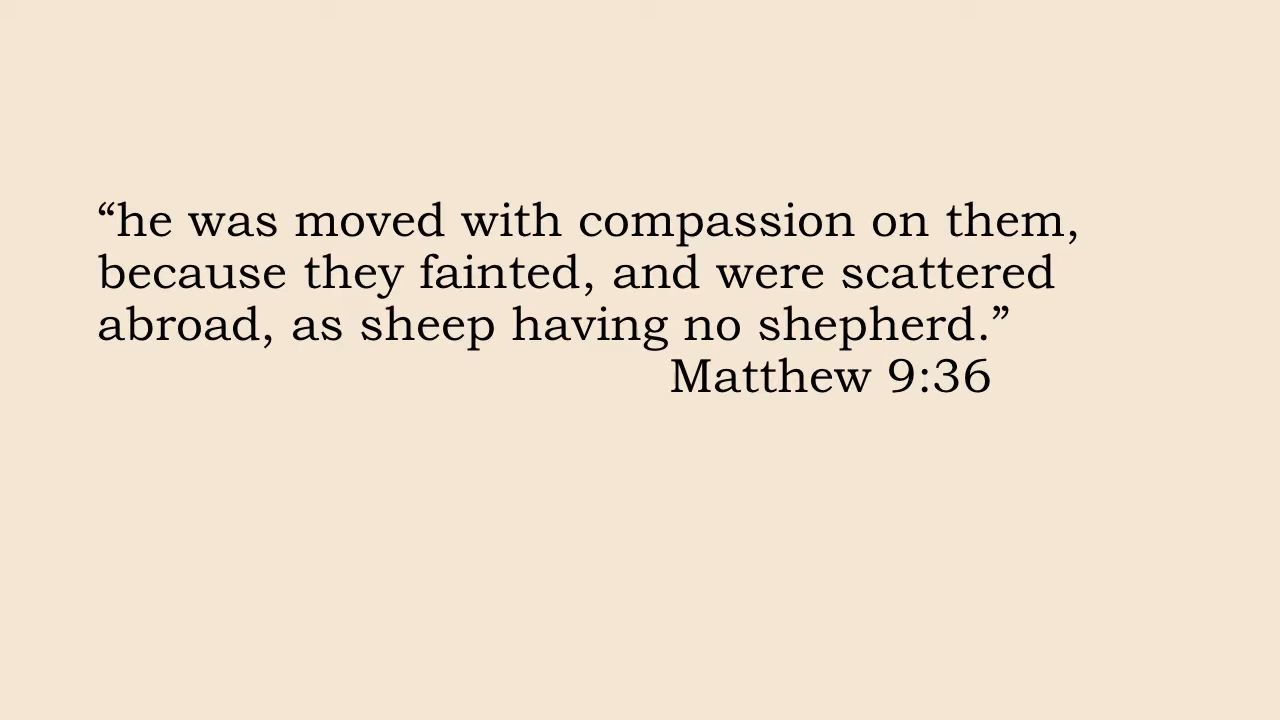 “he was moved with compassion on them,
because they fainted, and were scattered
abroad, as sheep having no shepherd.”
Matthew 9:36